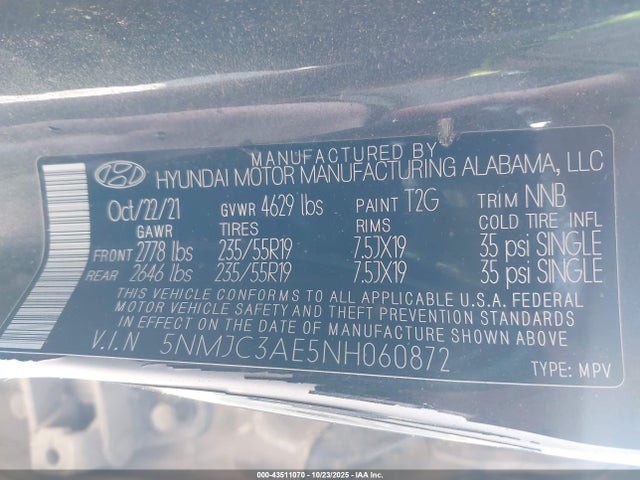 MANUFACTURED BY
HYUNDAI MOTOR MANUFACTURING ALABAMA, LLC
Oct/22/21 GVWR 4629 lbs PAINT T2G TRIM NNB
GAWR TIRES RIMS COLD TIRE INFL
FRONT 2778 lbs 235/55R19 7.5JX19 35 psi SINGLE
REAR 2646 lbs 235/55R19 7.5JX19 35 psi SINGLE
THIS VEHICLE CONFORMS TO ALL APPLICABLE U.S.A. FEDERAL
MOTOR VEHICLE SAFETY AND THEFT PREVENTION STANDARDS
IN EFFECT ON THE DATE OF MANUFACTURE SHOWN ABOVE
V.I.N 5NMJC3AE5NH060872
TYPE: MPV
000-43511070 | 10/23/2025 | ©IAA, Inc.